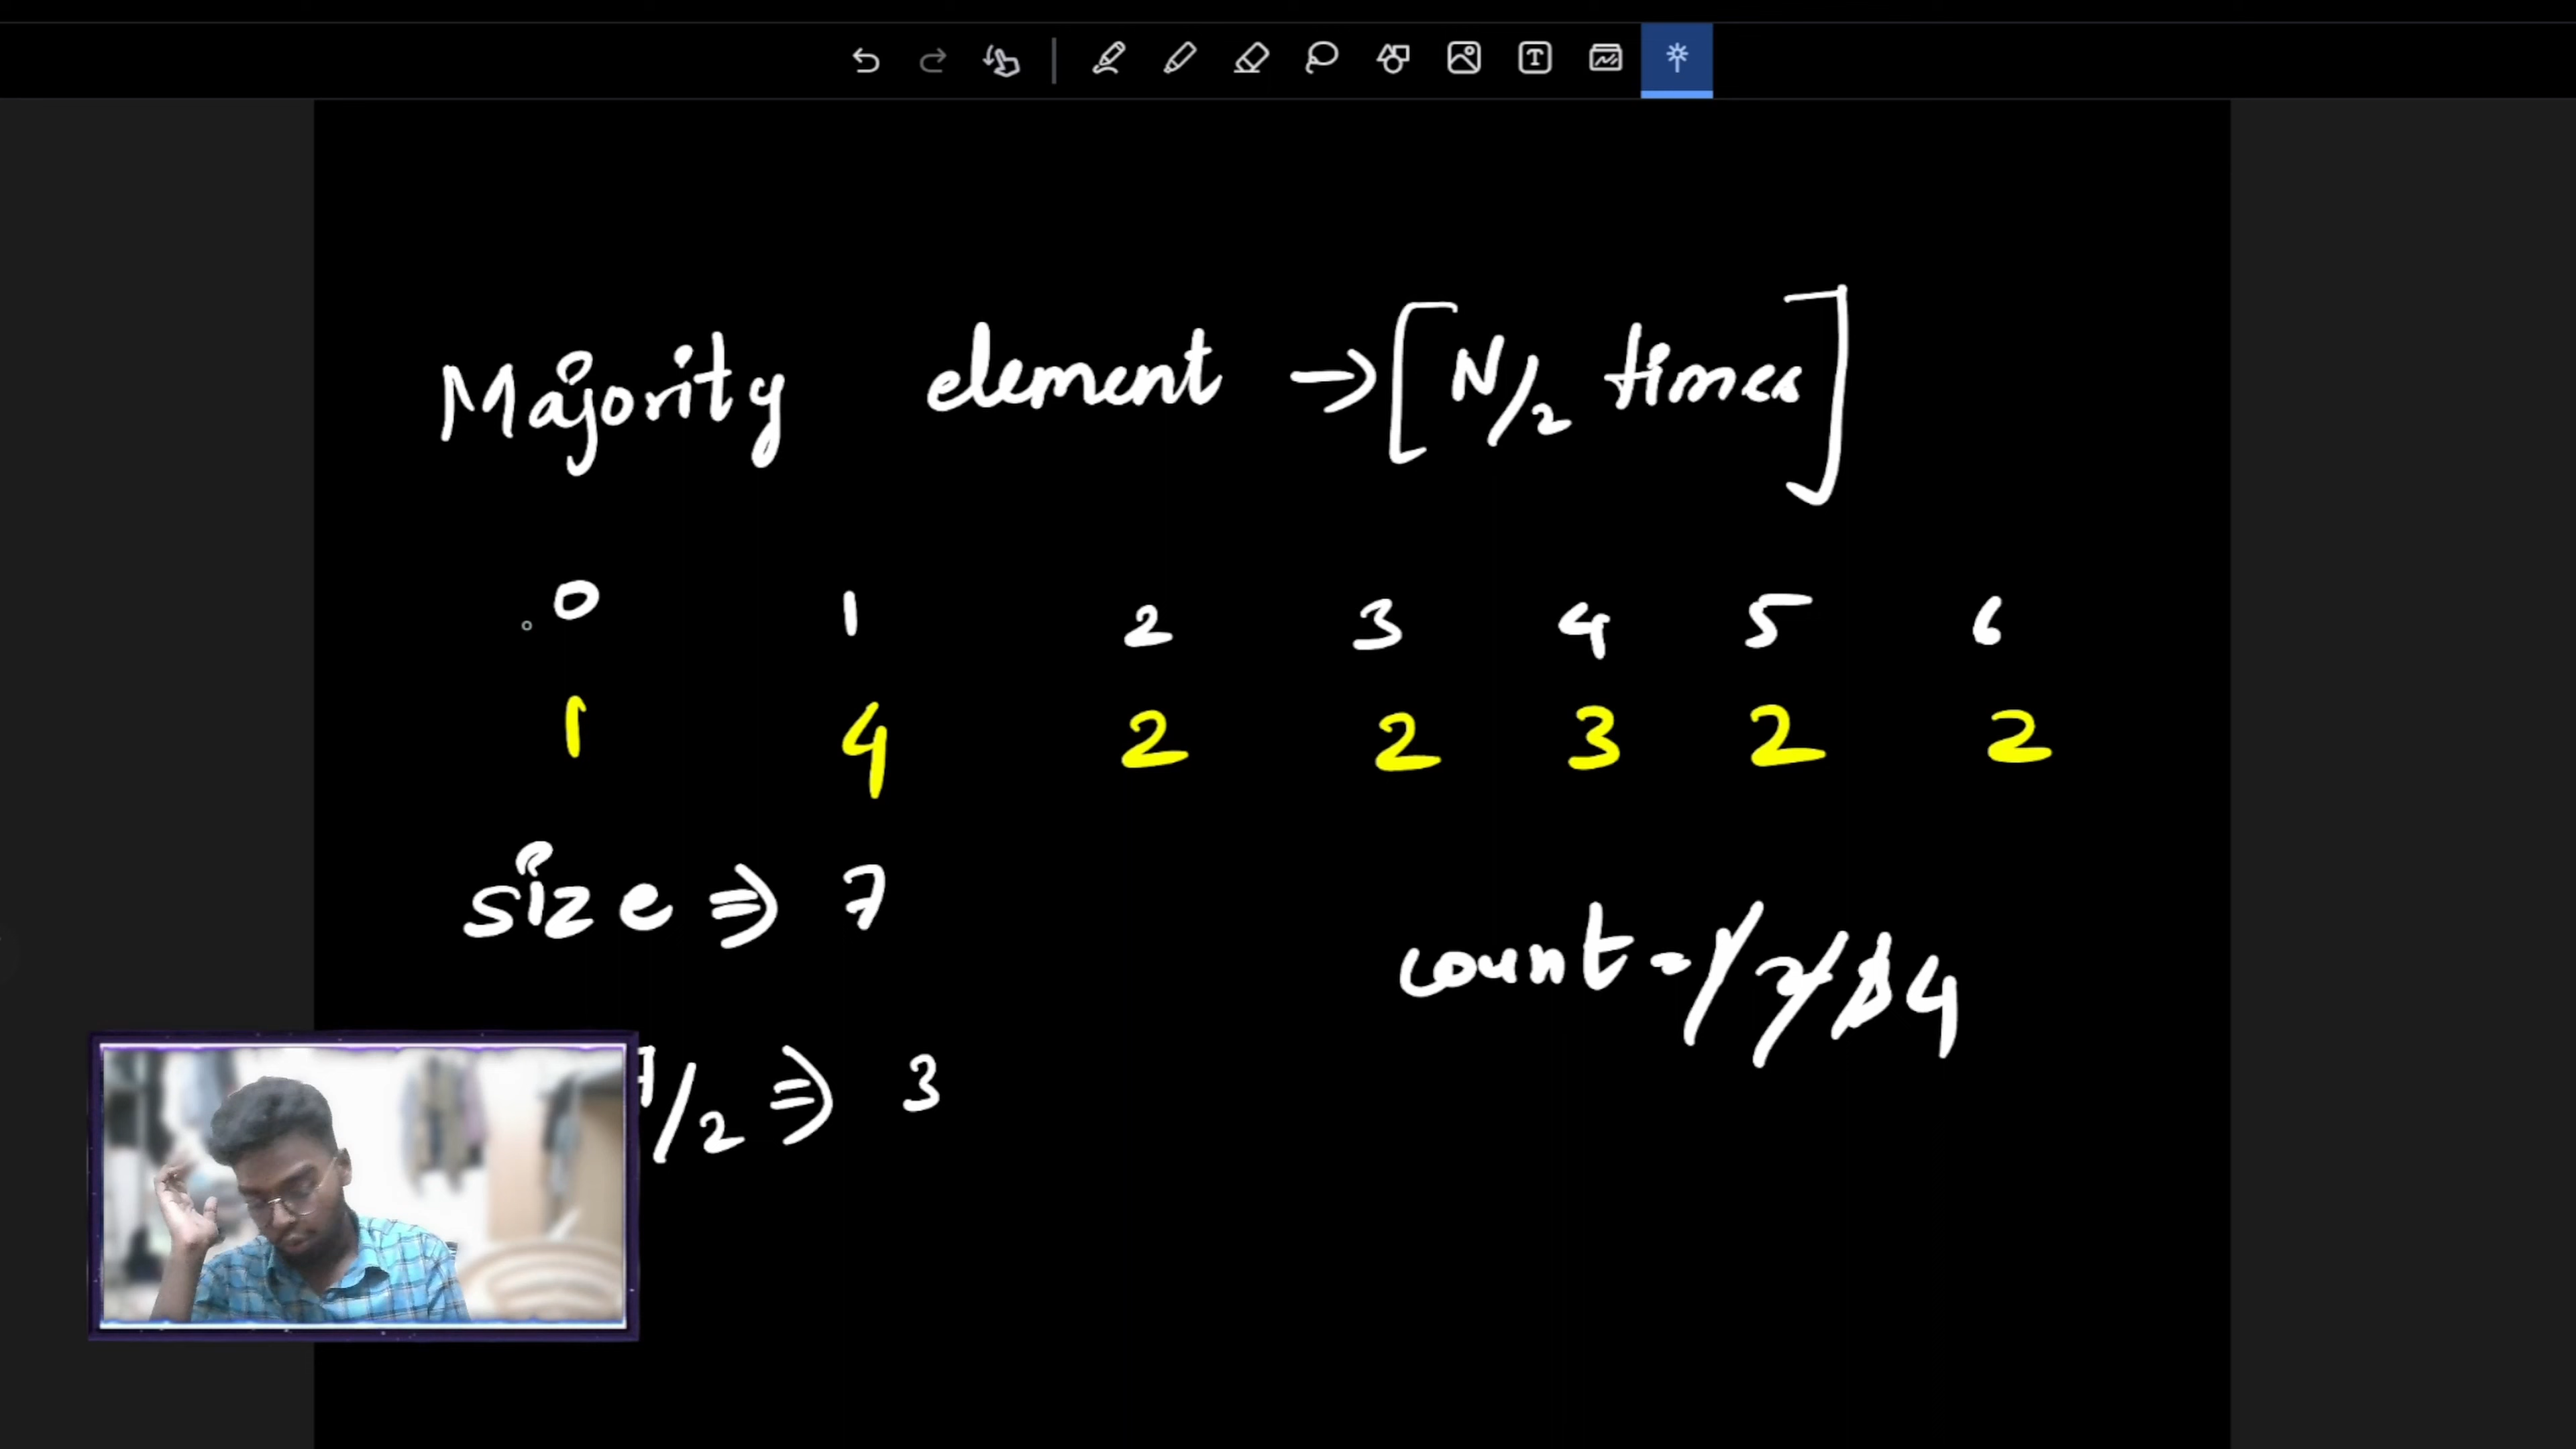 Majority element → [N/2 times]
0 1 2 3 4 5 6
1 4 2 2 3 2 2
size ⇒ 7
count = 1 2 3 4
7/2 ⇒ 3